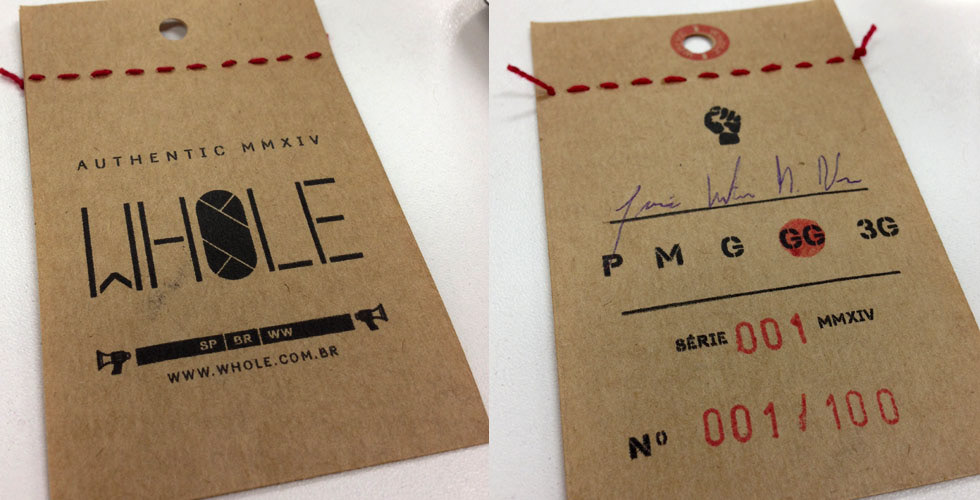 AUTHENTIC MMXIV
WHOLE
SP BR WW
WWW.WHOLE.COM.BR
P M G GG 3G
SÉRIE 001 MMXIV
Nº 001/100